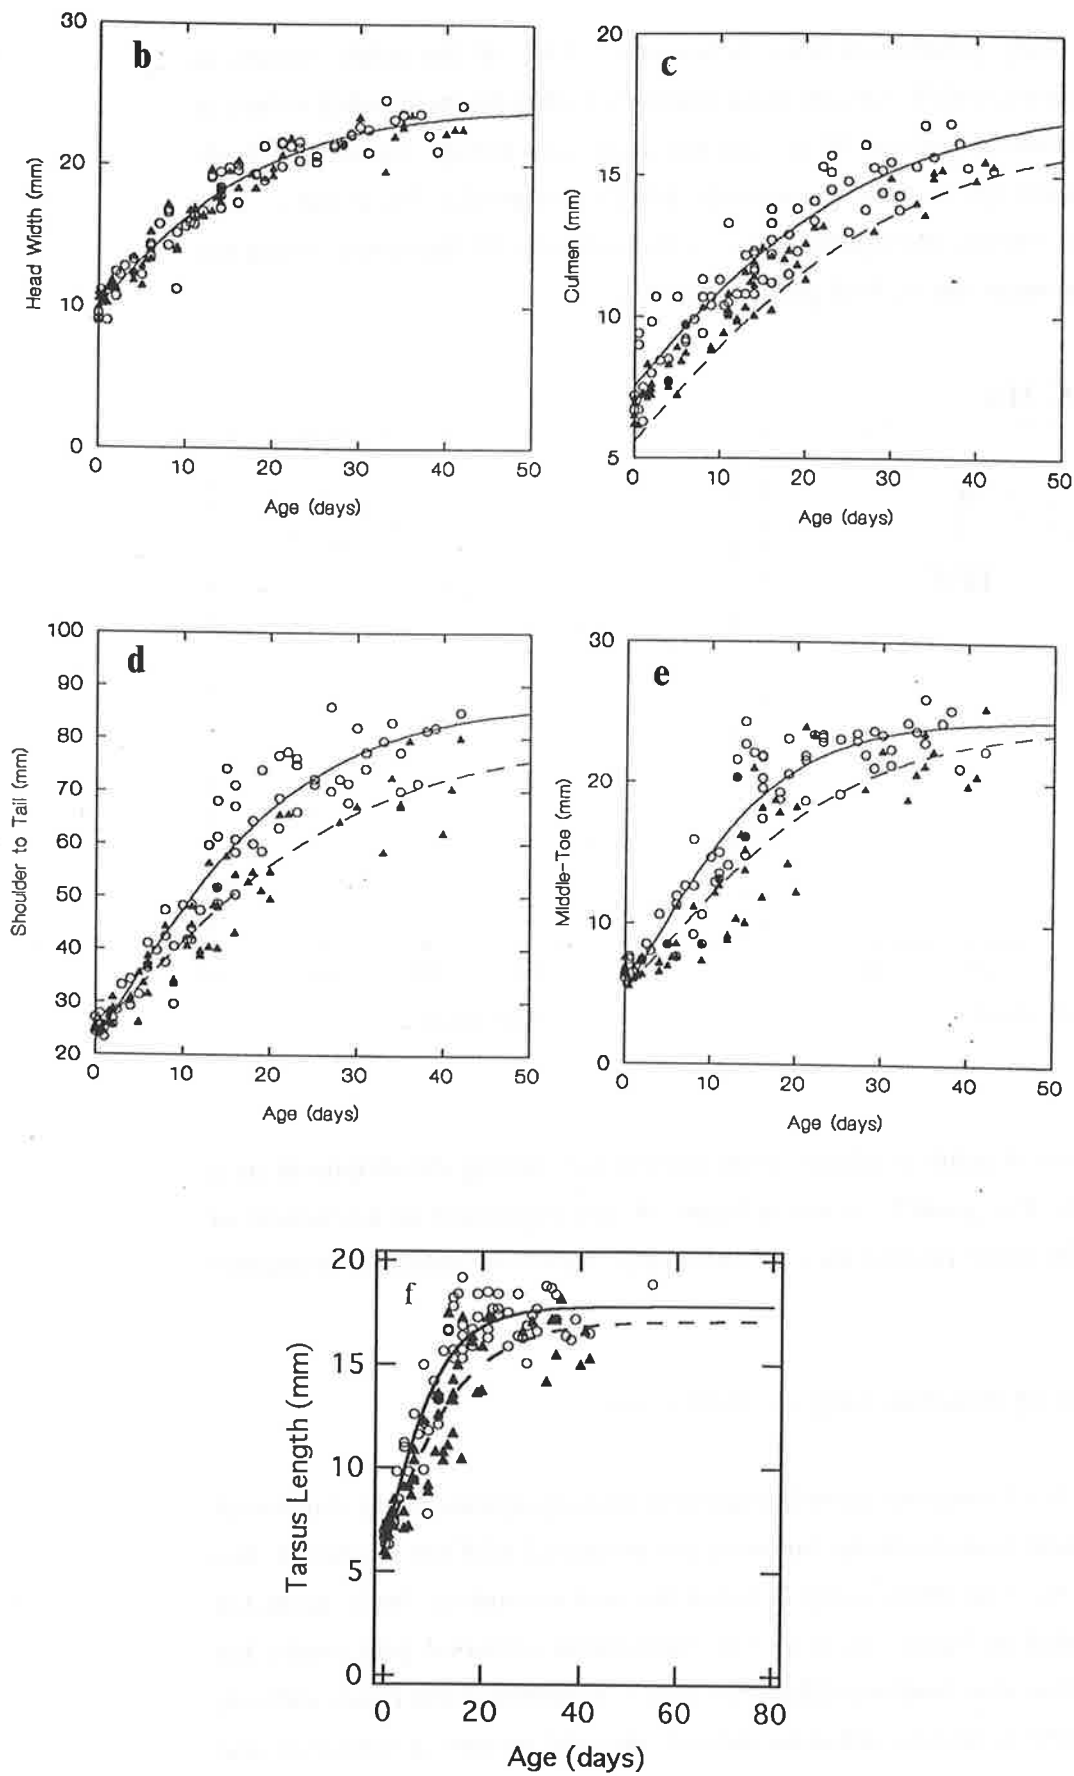 b
30
20
10
0
Head Width (mm)
0 10 20 30 40 50
Age (days)
c
20
15
10
5
Culmen (mm)
0 10 20 30 40 50
Age (days)
d
100
90
80
70
60
50
40
30
20
Shoulder to Tail (mm)
0 10 20 30 40 50
Age (days)
e
30
20
10
0
Middle-Toe (mm)
0 10 20 30 40 50
Age (days)
f
20
15
10
5
0
Tarsus Length (mm)
0 20 40 60 80
Age (days)